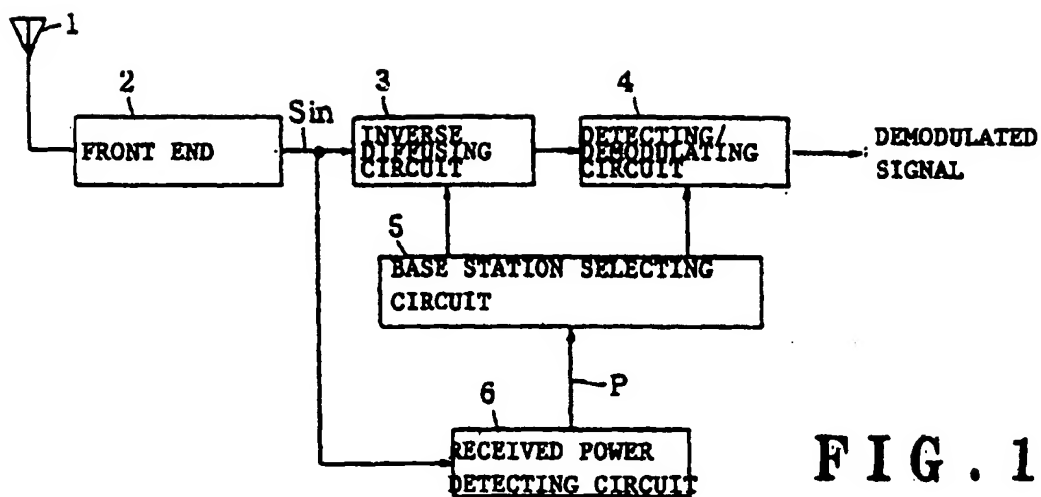 1
2
3
4
Sin
FRONT END
INVERSE
DIFFUSING
CIRCUIT
DETECTING/
DEMODULATING
CIRCUIT
DEMODULATED
SIGNAL
5
BASE STATION SELECTING
CIRCUIT
P
6
RECEIVED POWER
DETECTING CIRCUIT
FIG.1